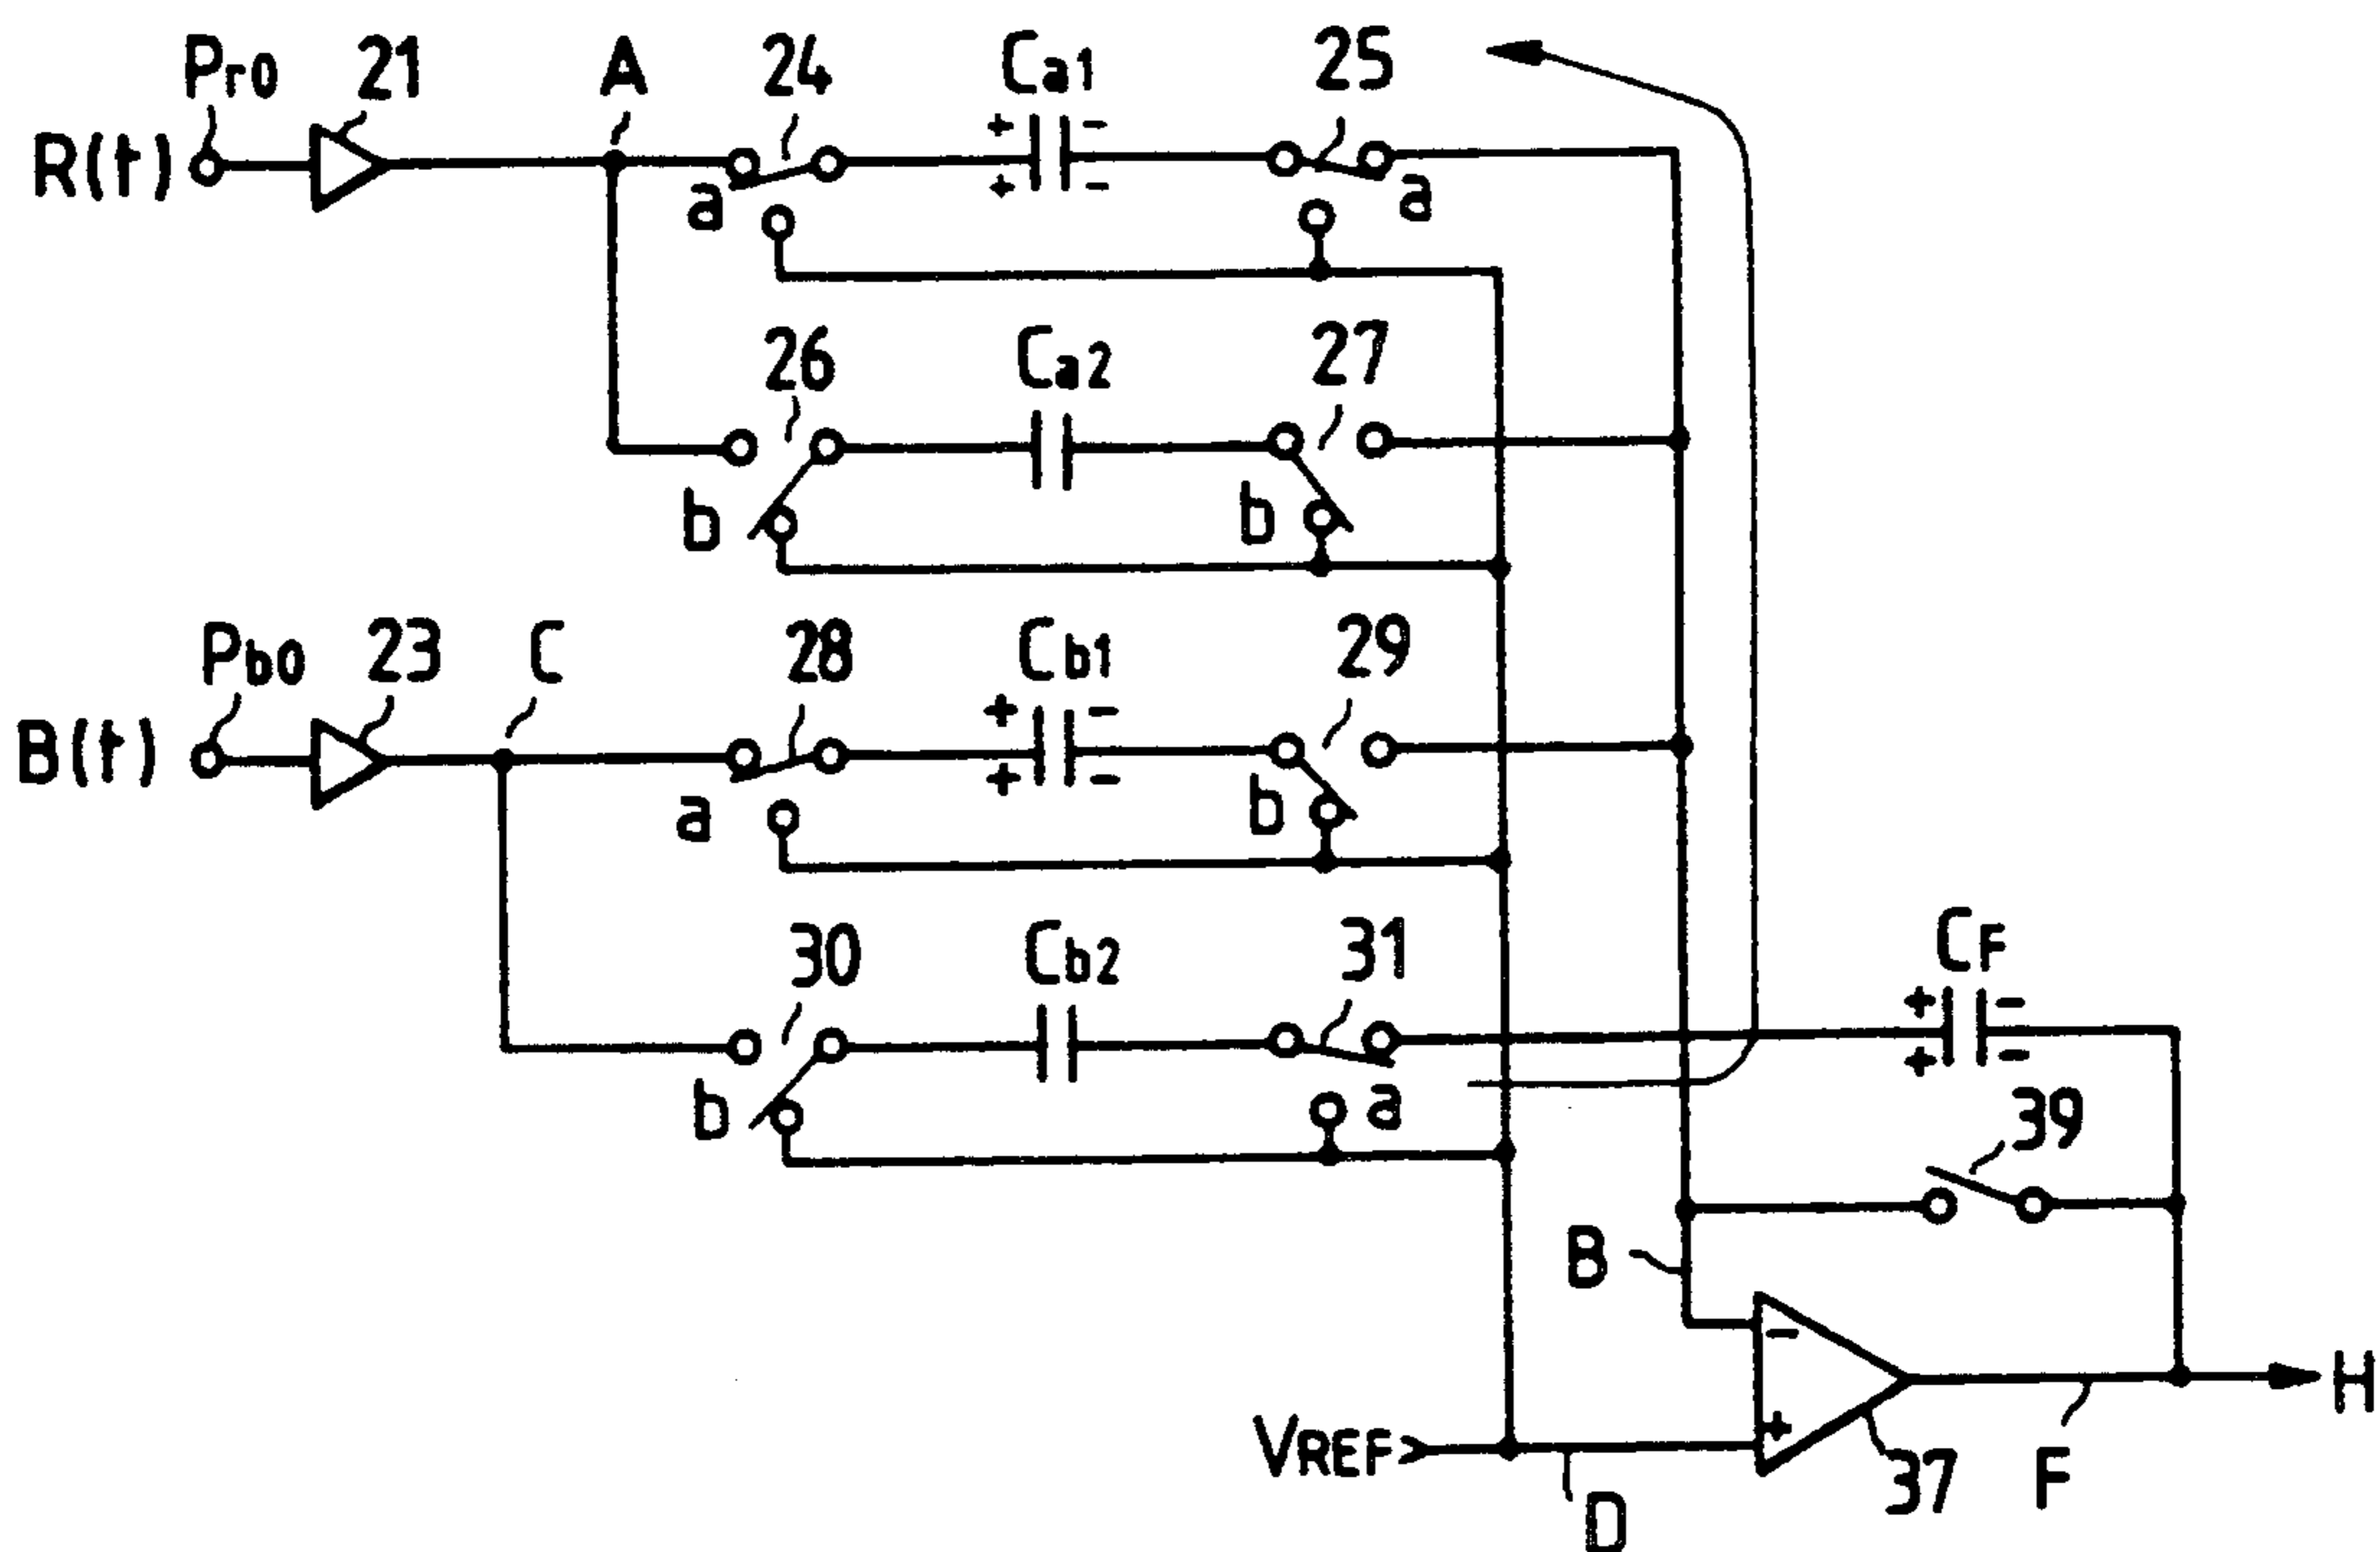 Pr0 21 A 24 Ca1 25
R(t) + - + - a a
26 Ca2 27
b b
Pb0 23 C 28 Cb1 29
B(t) + - + - a b
30 Cb2 31 CF
+ - + -
b a 39
B
- + H
VREF D 37 F